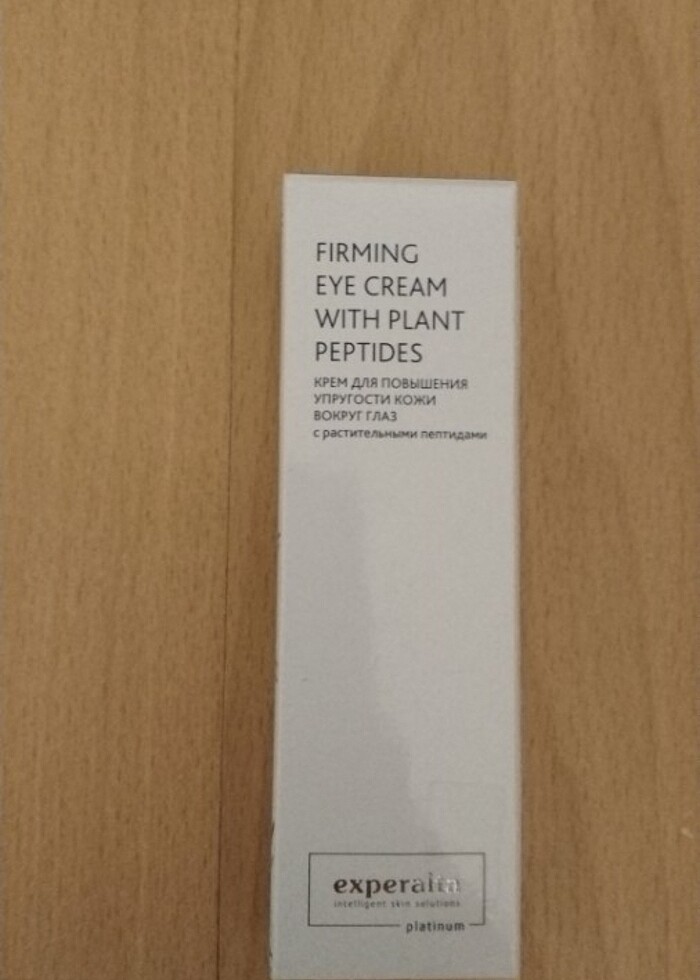 FIRMING
EYE CREAM
WITH PLANT
PEPTIDES
КРЕМ ДЛЯ ПОВЫШЕНИЯ
УПРУГОСТИ КОЖИ
ВОКРУГ ГЛАЗ
с растительными пептидами
experalta
intelligent skin solutions
platinum